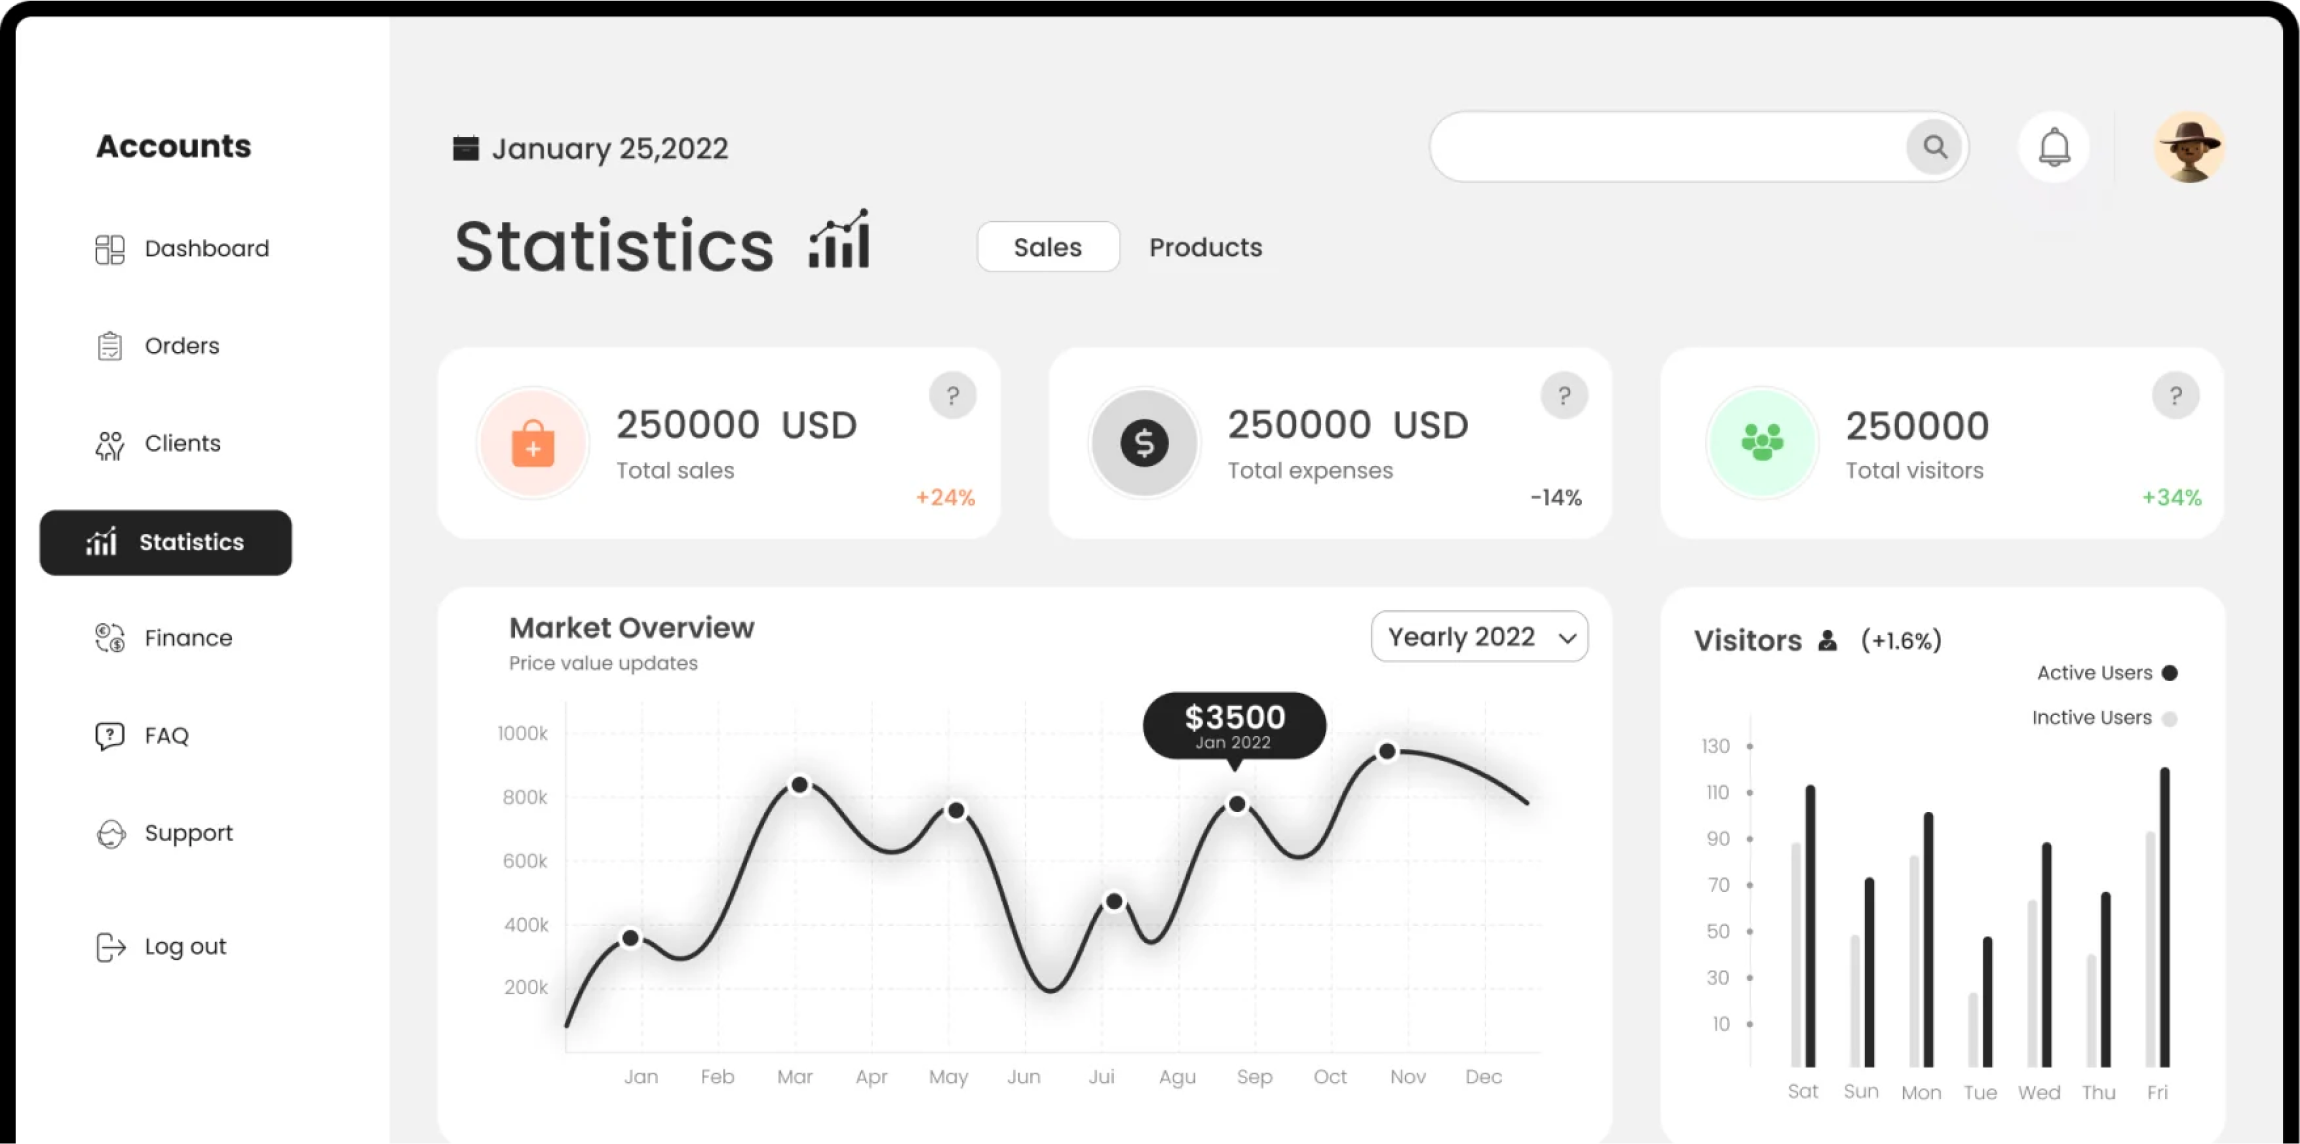 Accounts
Dashboard
Orders
Clients
Statistics
Finance
FAQ
Support
Log out
January 25,2022
Statistics
Sales
Products
250000 USD
Total sales
+24%
?
250000 USD
Total expenses
-14%
?
250000
Total visitors
+34%
?
Market Overview
Price value updates
Yearly 2022
$3500
Jan 2022
1000k
800k
600k
400k
200k
Jan Feb Mar Apr May Jun Jui Agu Sep Oct Nov Dec
Visitors (+1.6%)
Active Users
Inctive Users
130
110
90
70
50
30
10
Sat Sun Mon Tue Wed Thu Fri